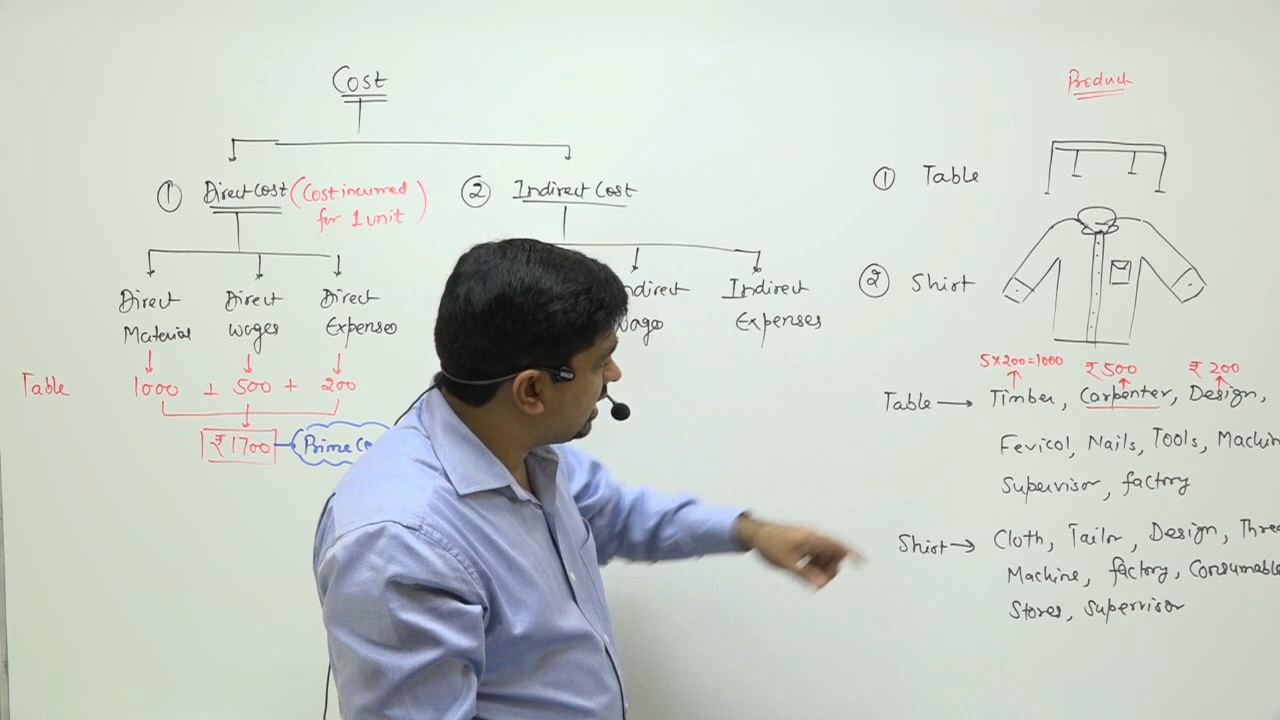 Cost
① Direct cost (Cost incurred
for 1 unit)
② Indirect Cost
Direct
Material
Direct
wages
Direct
Expenses
Indirect
Expenses
Table 1000 + 500 + 200
₹1700
Prime
Product
① Table
② Shirt
5×200=1000 ₹500 ₹200
Table → Timber, Carpenter, Design,
Fevicol, Nails, Tools,
Supervisor, factory
Shirt → Cloth, Tailor, Design,
Machine, factory,
Stores, Supervisor